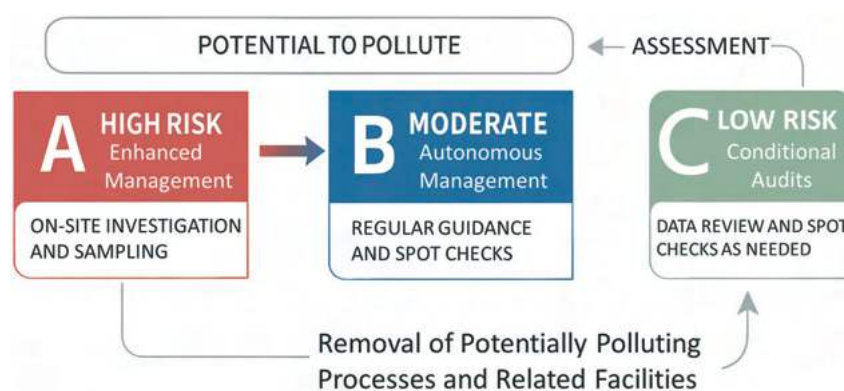 POTENTIAL TO POLLUTE
ASSESSMENT
A
HIGH RISK
Enhanced
Management
ON-SITE INVESTIGATION
AND SAMPLING
B
MODERATE
Autonomous
Management
REGULAR GUIDANCE
AND SPOT CHECKS
C
LOW RISK
Conditional
Audits
DATA REVIEW AND SPOT
CHECKS AS NEEDED
Removal of Potentially Polluting
Processes and Related Facilities